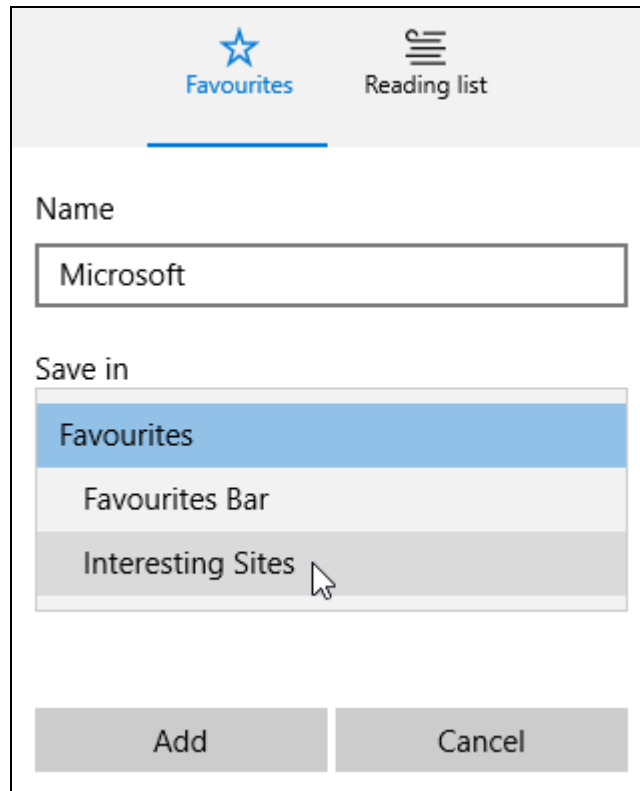 Favourites Reading list
Name
Microsoft
Save in
Favourites
Favourites Bar
Interesting Sites
Add Cancel